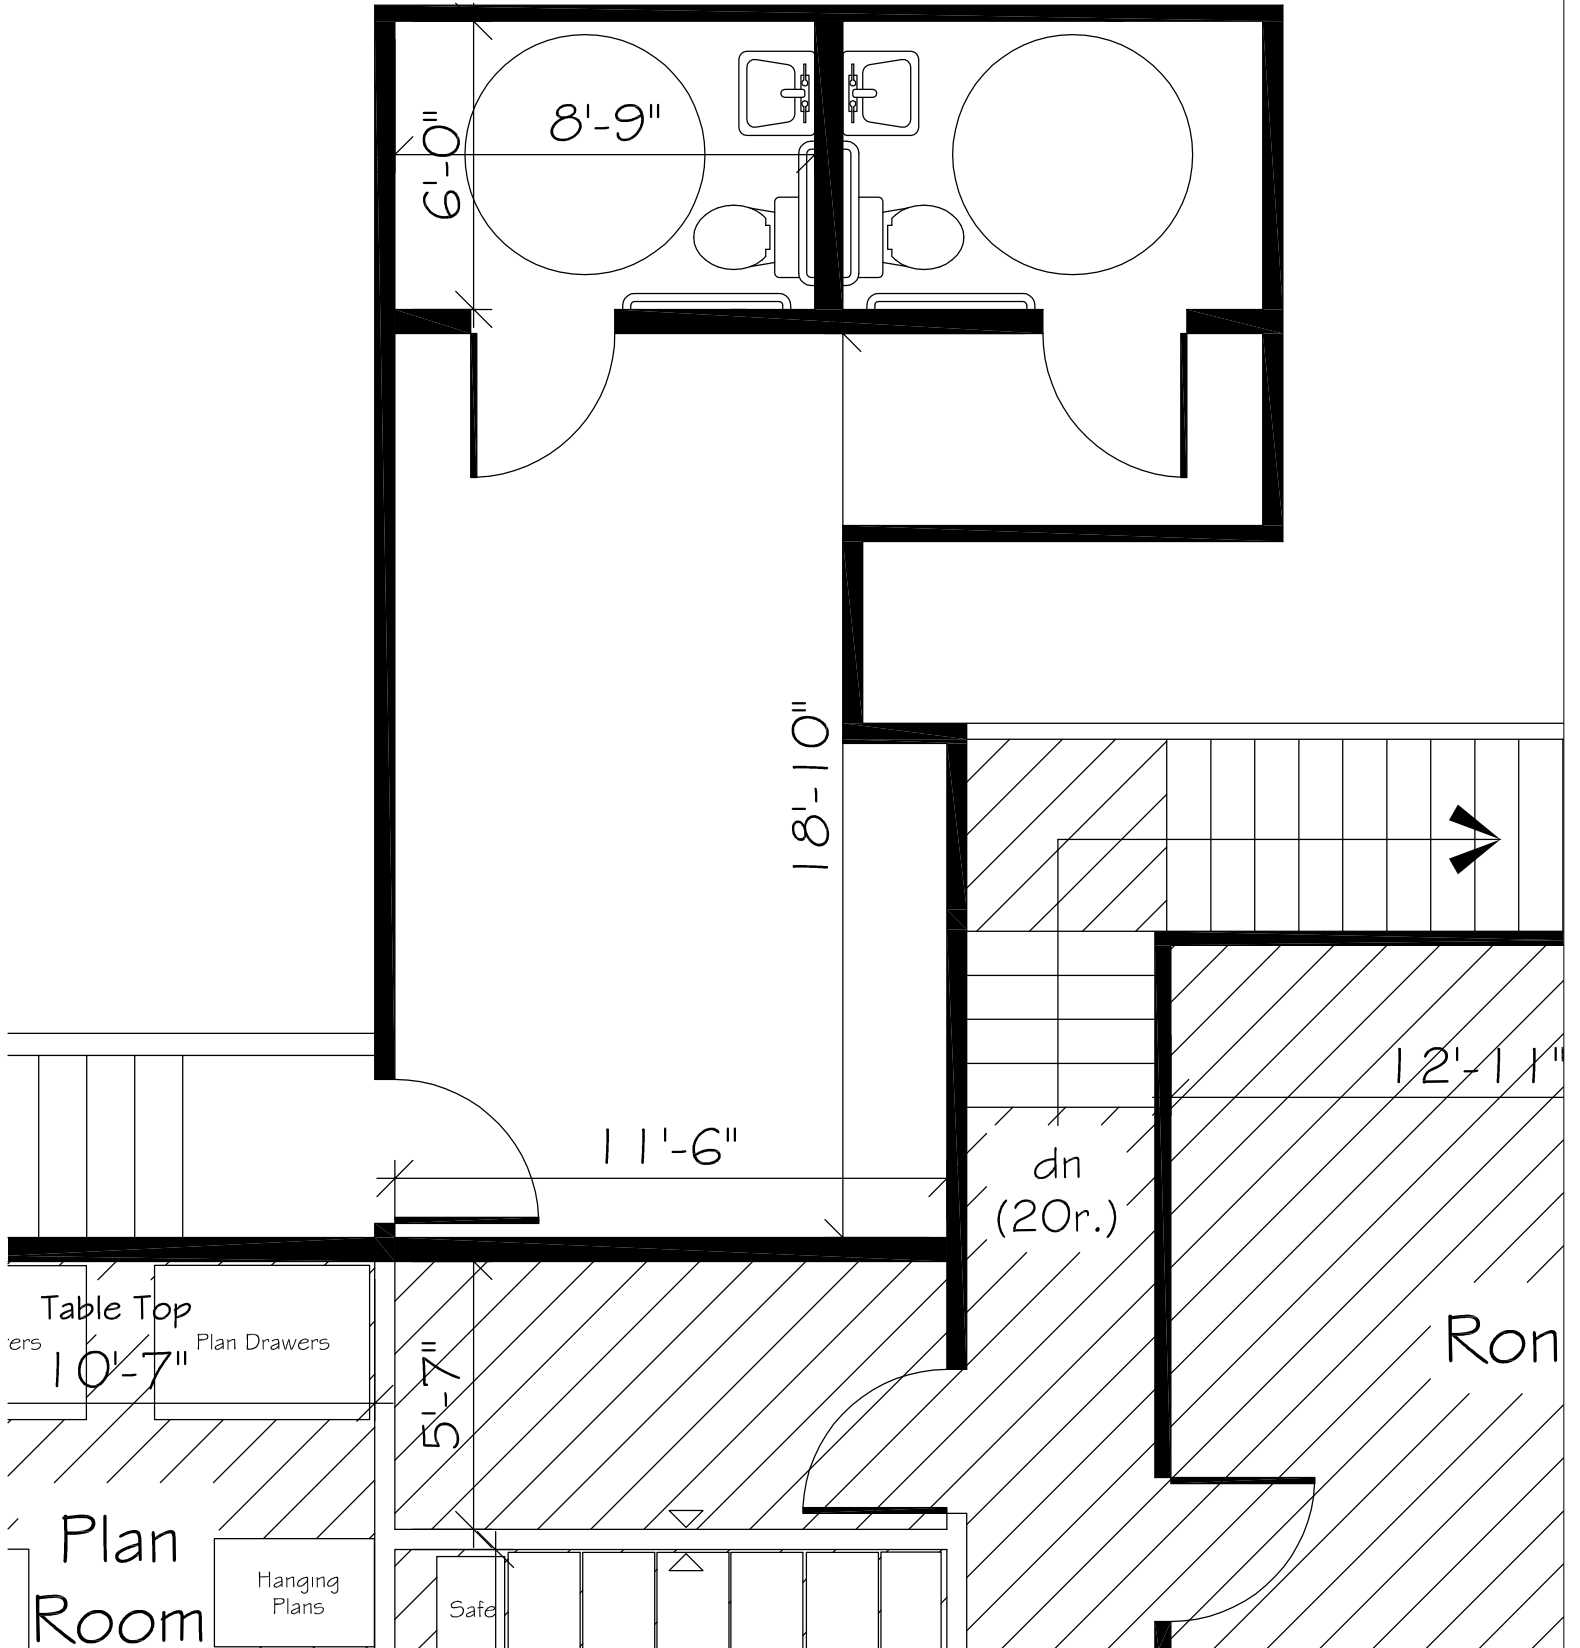 8'-9"
6'-0"
18'-10"
12'-11"
11'-6"
dn
(20r.)
Table Top
Plan Drawers
10'-7"
5'-7"
Ron
Plan
Room
Hanging
Plans
Safe